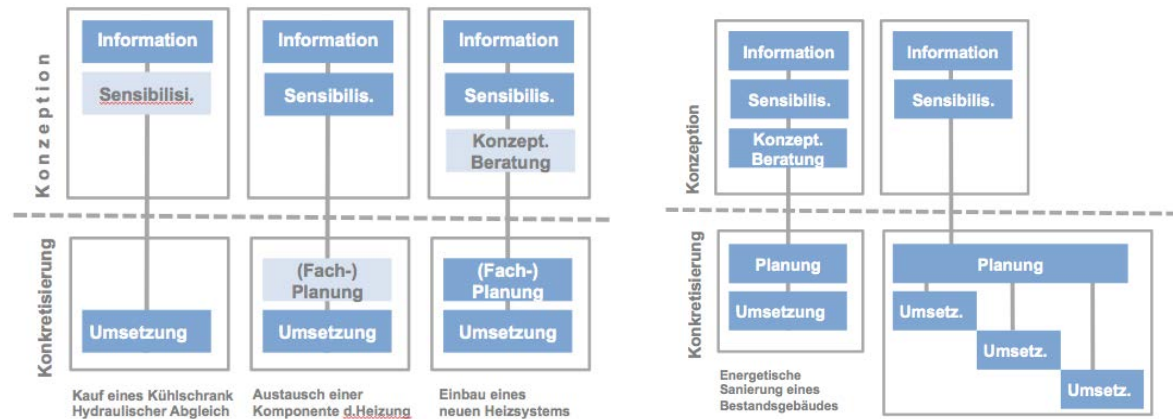 Konzeption
Information
Sensibilisi.
Information
Sensibilis.
Information
Sensibilis.
Konzept.
Beratung
Konkretisierung
Umsetzung
(Fach-)
Planung
Umsetzung
(Fach-)
Planung
Umsetzung
Kauf eines Kühlschrank
Hydraulischer Abgleich
Austausch einer
Komponente d.Heizung
Einbau eines
neuen Heizsystems
Konzeption
Information
Sensibilis.
Konzept.
Beratung
Information
Sensibilis.
Konkretisierung
Planung
Umsetzung
Planung
Umsetz.
Umsetz.
Umsetz.
Energetische
Sanierung eines
Bestandsgebäudes